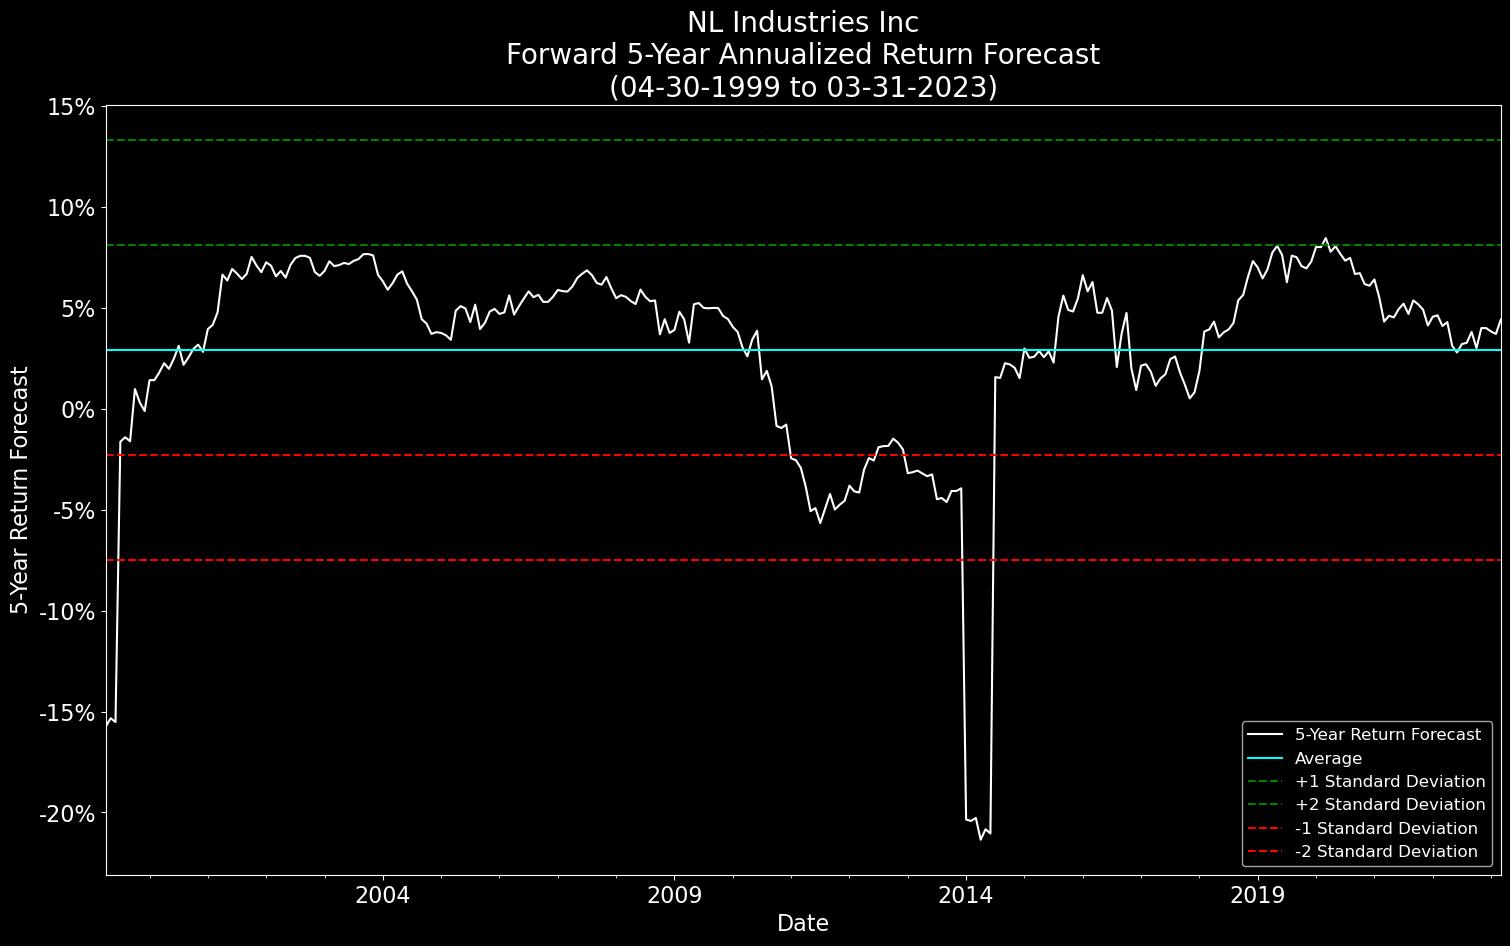 NL Industries Inc
Forward 5-Year Annualized Return Forecast
(04-30-1999 to 03-31-2023)
15%
10%
5%
0%
-5%
-10%
-15%
-20%
5-Year Return Forecast
2004
2009
2014
2019
Date
5-Year Return Forecast
Average
+1 Standard Deviation
+2 Standard Deviation
-1 Standard Deviation
-2 Standard Deviation